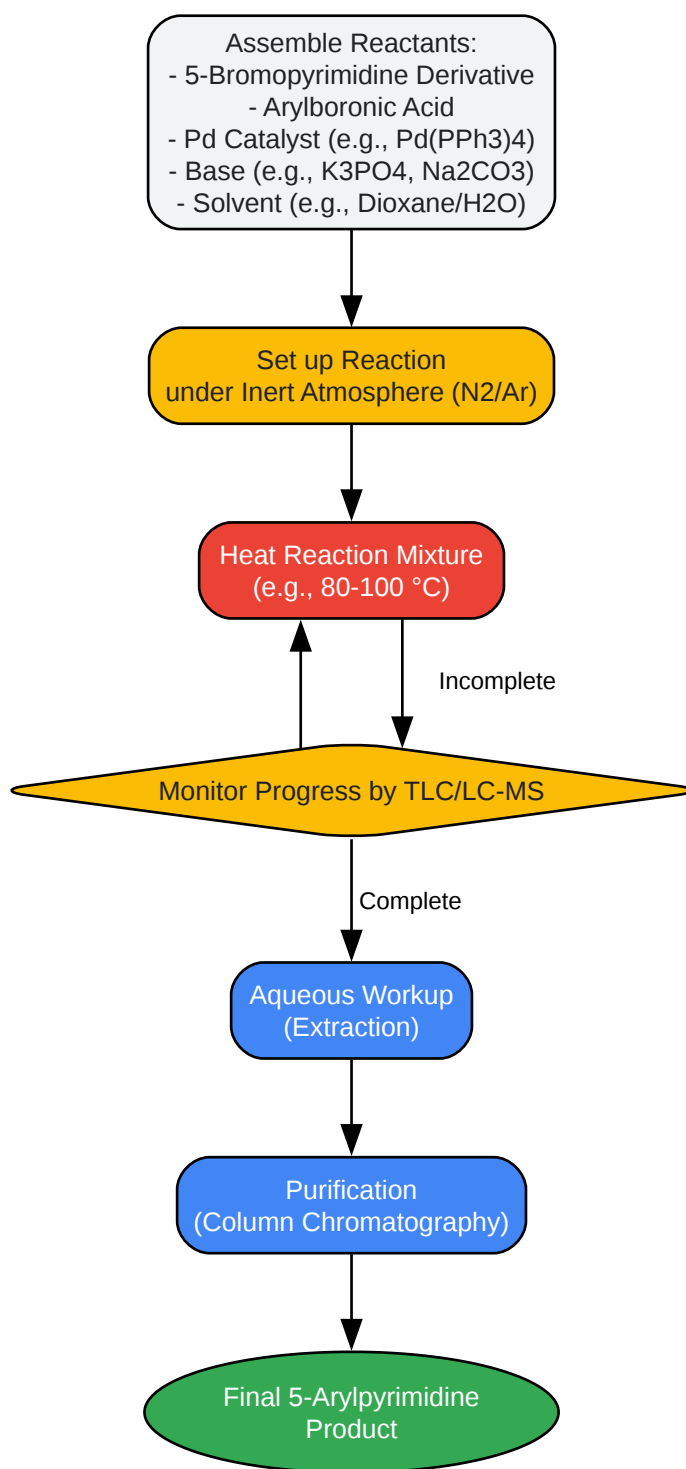 Assemble Reactants:
- 5-Bromopyrimidine Derivative
- Arylboronic Acid
- Pd Catalyst (e.g., Pd(PPh3)4)
- Base (e.g., K3PO4, Na2CO3)
- Solvent (e.g., Dioxane/H2O)
Set up Reaction
under Inert Atmosphere (N2/Ar)
Heat Reaction Mixture
(e.g., 80-100 °C)
Incomplete
Monitor Progress by TLC/LC-MS
Complete
Aqueous Workup
(Extraction)
Purification
(Column Chromatography)
Final 5-Arylpyrimidine
Product